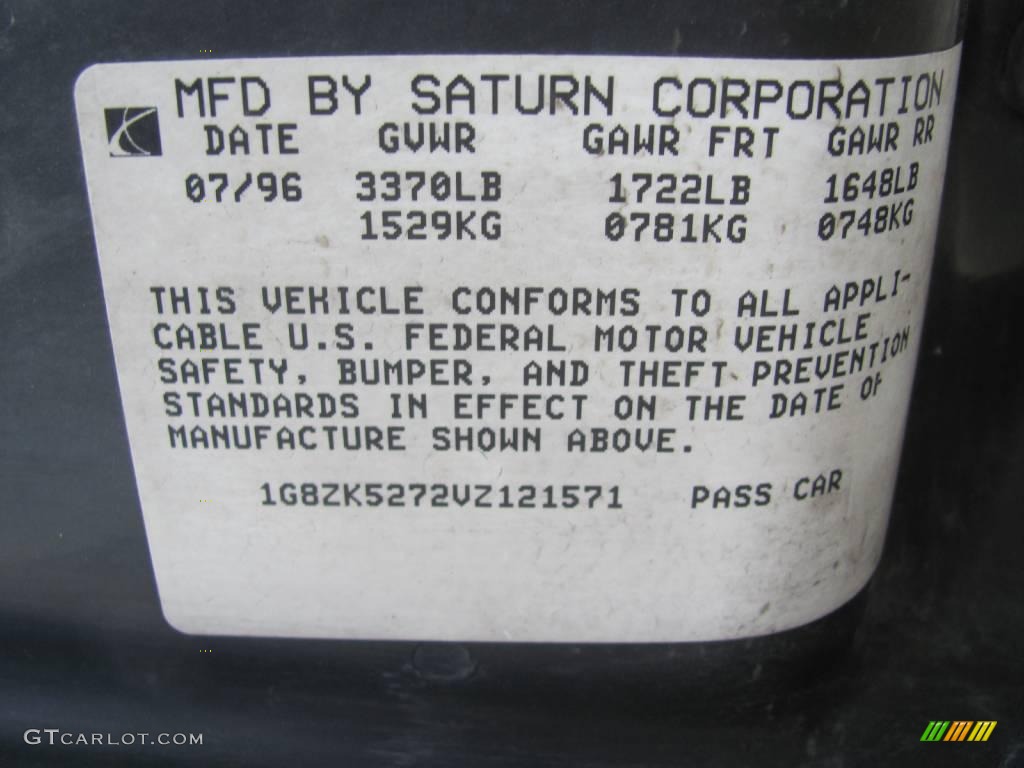 MFD BY SATURN CORPORATION
DATE GVWR GAWR FRT GAWR RR
07/96 3370LB 1722LB 1648LB
1529KG 0781KG 0748KG
THIS VEHICLE CONFORMS TO ALL APPLI-
CABLE U.S. FEDERAL MOTOR VEHICLE
SAFETY, BUMPER, AND THEFT PREVENTION
STANDARDS IN EFFECT ON THE DATE OF
MANUFACTURE SHOWN ABOVE.
1G8ZK5272VZ121571 PASS CAR
GTCARLOT.COM